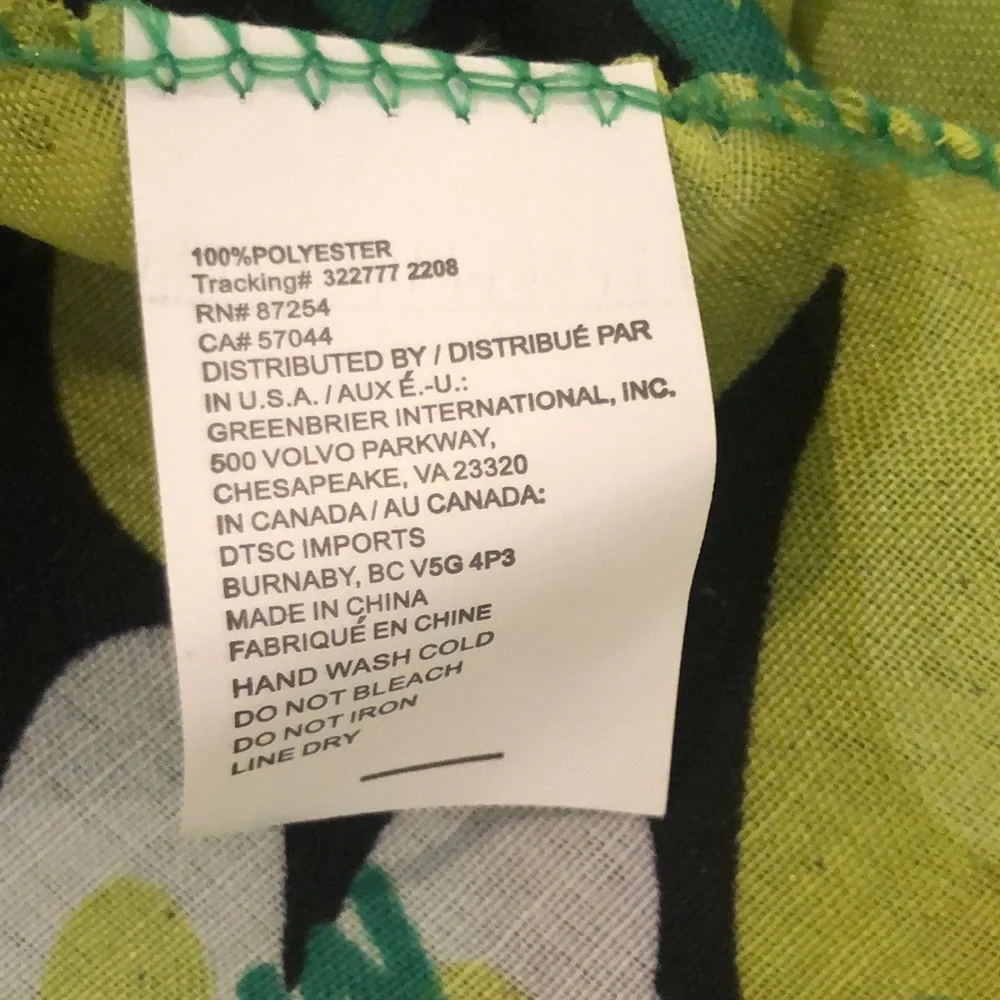 100%POLYESTER
Tracking# 322777 2208
RN# 87254
CA# 57044
DISTRIBUTED BY / DISTRIBUÉ PAR
IN U.S.A. / AUX É.-U.:
GREENBRIER INTERNATIONAL, INC.
500 VOLVO PARKWAY,
CHESAPEAKE, VA 23320
IN CANADA / AU CANADA:
DTSC IMPORTS
BURNABY, BC V5G 4P3
MADE IN CHINA
FABRIQUÉ EN CHINE
HAND WASH COLD
DO NOT BLEACH
DO NOT IRON
LINE DRY